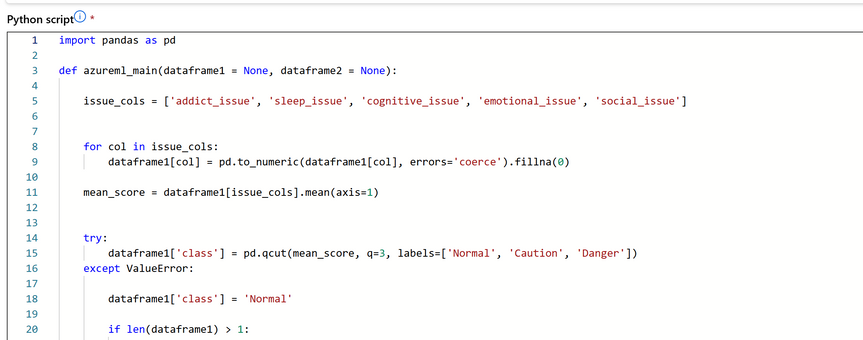 Python script ⓘ *
1 import pandas as pd
2
3 def azureml_main(dataframe1 = None, dataframe2 = None):
4
5     issue_cols = ['addict_issue', 'sleep_issue', 'cognitive_issue', 'emotional_issue', 'social_issue']
6
7
8     for col in issue_cols:
9         dataframe1[col] = pd.to_numeric(dataframe1[col], errors='coerce').fillna(0)
10
11     mean_score = dataframe1[issue_cols].mean(axis=1)
12
13
14     try:
15         dataframe1['class'] = pd.qcut(mean_score, q=3, labels=['Normal', 'Caution', 'Danger'])
16     except ValueError:
17
18         dataframe1['class'] = 'Normal'
19
20         if len(dataframe1) > 1: